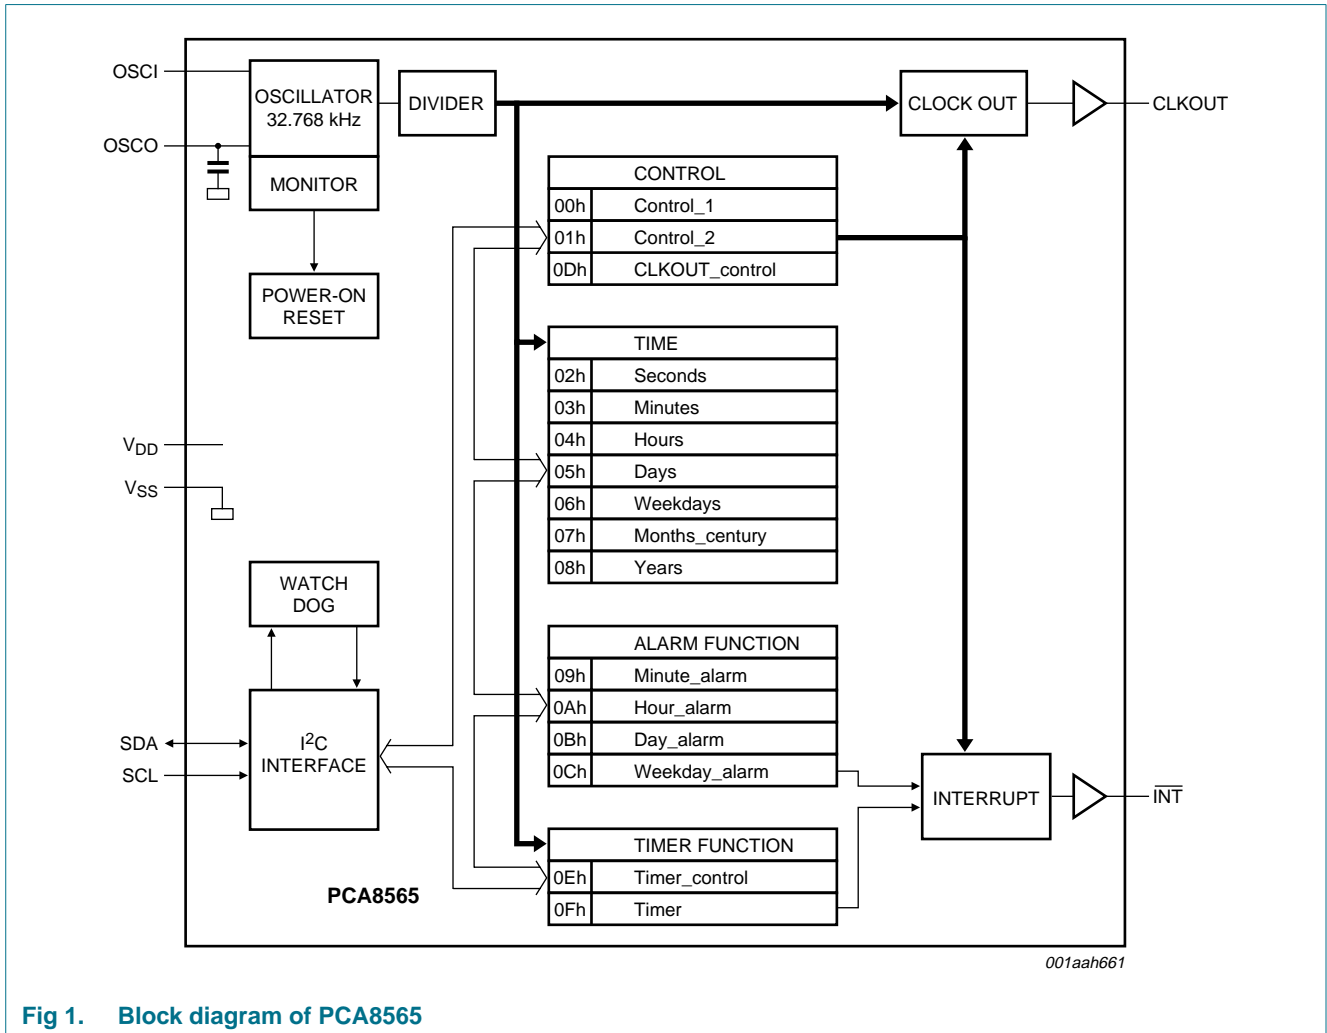 OSCI
OSCILLATOR
32.768 kHz
DIVIDER
CLOCK OUT
CLKOUT
OSCO
MONITOR
CONTROL
00h Control_1
01h Control_2
0Dh CLKOUT_control
POWER-ON
RESET
TIME
02h Seconds
03h Minutes
04h Hours
05h Days
06h Weekdays
07h Months_century
08h Years
VDD
VSS
WATCH
DOG
ALARM FUNCTION
09h Minute_alarm
0Ah Hour_alarm
0Bh Day_alarm
0Ch Weekday_alarm
SDA
SCL
I2C
INTERFACE
INTERRUPT
INT
TIMER FUNCTION
0Eh Timer_control
0Fh Timer
PCA8565
001aah661
Fig 1. Block diagram of PCA8565